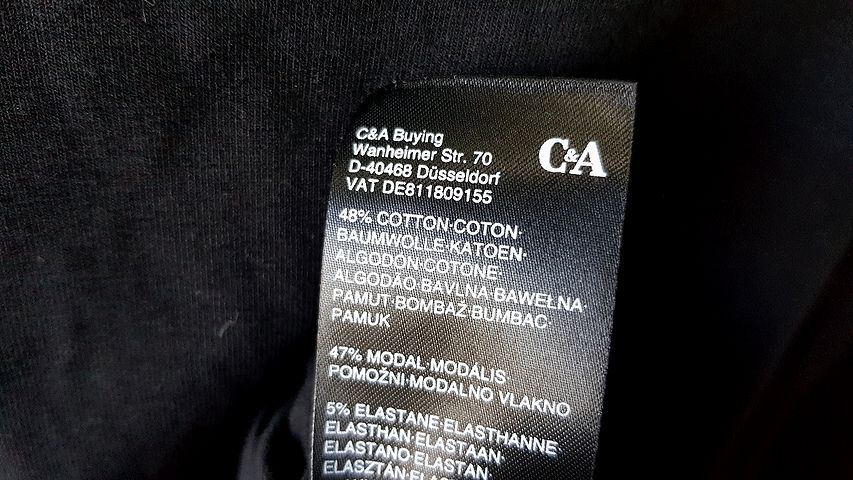 C&A Buying
Wanheimer Str. 70
D-40468 Düsseldorf
VAT DE811809155
C&A
48% COTTON·COTON·
BAUMWOLLE·KATOEN·
ALGODON·COTONE·
ALGODÃO·BAVLNA·BAWEŁNA·
PAMUT·BOMBAŽ·BUMBAC·
PAMUK
47% MODAL·MODÁLIS·
POMOŽNI·MODALNO VLAKNO
5% ELASTANE·ELASTHANNE·
ELASTHAN·ELASTAAN·
ELASTANO·ELASTAN·
ELASZTÁN·ELASTAN